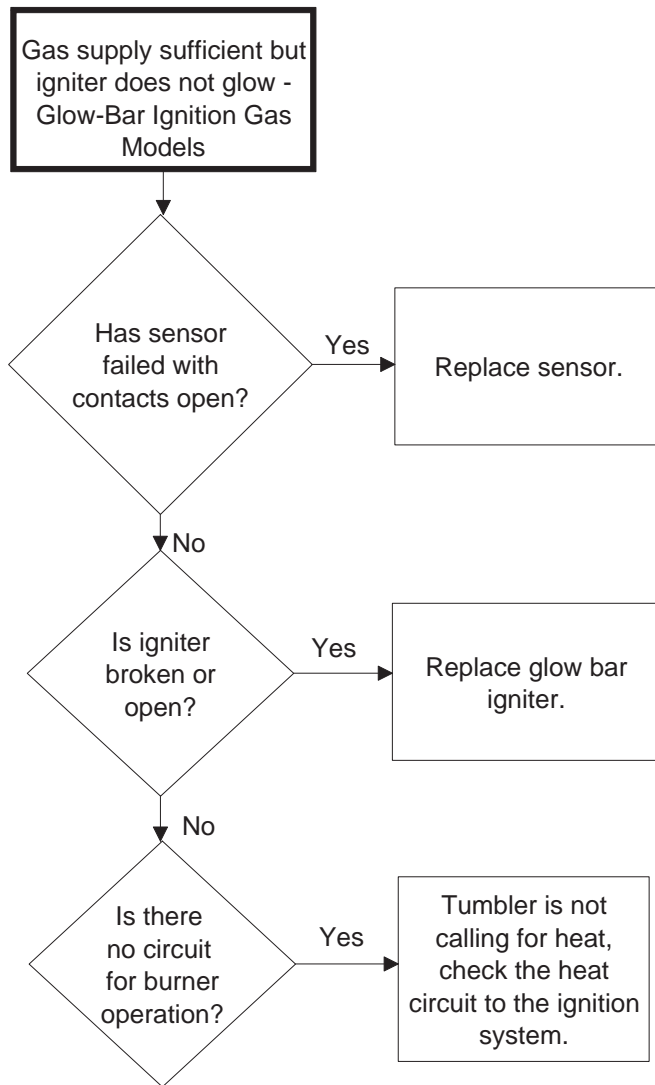 Gas supply sufficient but
igniter does not glow -
Glow-Bar Ignition Gas
Models
Has sensor
failed with
contacts open?
Yes
Replace sensor.
No
Is igniter
broken or
open?
Yes
Replace glow bar
igniter.
No
Is there
no circuit
for burner
operation?
Yes
Tumbler is not
calling for heat,
check the heat
circuit to the ignition
system.